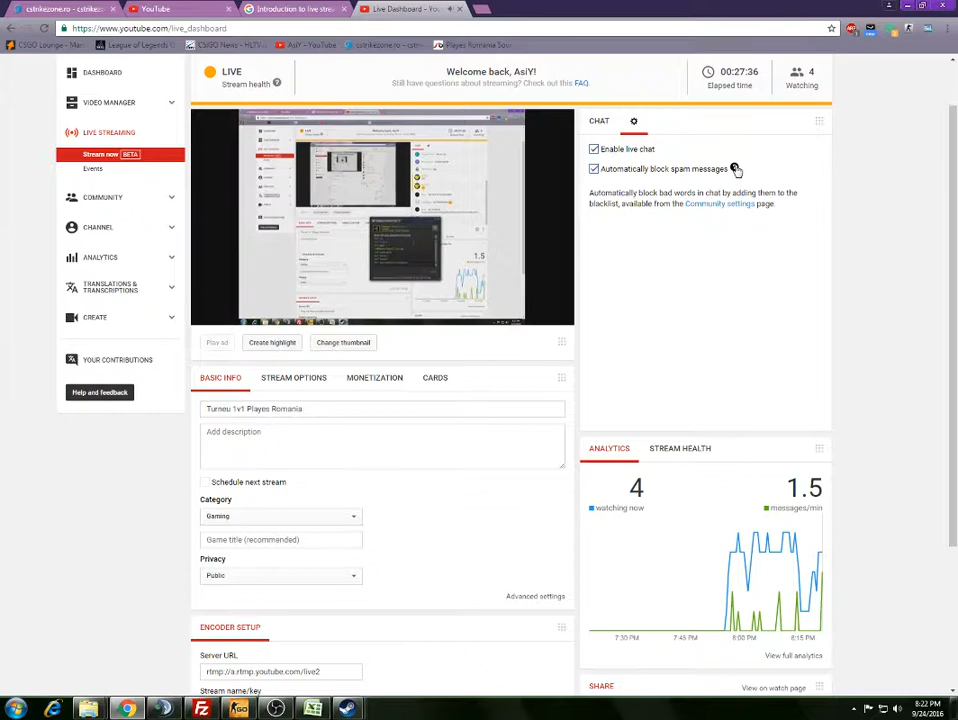 cstrikezone.ro - cstrikez
YouTube
Introduction to live stre
Live Dashboard - You
https://www.youtube.com/live_dashboard
CSGO Lounge - Mar
League of Legends
CS:GO News - HLTV
AsiY - YouTube
cstrikezone.ro - cstri
Playes Romania Sow
DASHBOARD
VIDEO MANAGER
LIVE STREAMING
Stream now BETA
Events
COMMUNITY
CHANNEL
ANALYTICS
TRANSLATIONS &
TRANSCRIPTIONS
CREATE
YOUR CONTRIBUTIONS
Help and feedback
LIVE
Stream health ?
Welcome back, AsiY!
Still have questions about streaming? Check out this FAQ.
00:27:36
Elapsed time
4
Watching
Play ad
Create highlight
Change thumbnail
CHAT
Enable live chat
Automatically block spam messages
Automatically block bad words in chat by adding them to the
blacklist, available from the Community settings page.
BASIC INFO
STREAM OPTIONS
MONETIZATION
CARDS
Turneu 1v1 Playes Romania
Add description
Schedule next stream
Category
Gaming
Game title (recommended)
Privacy
Public
Advanced settings
ENCODER SETUP
Server URL
rtmp://a.rtmp.youtube.com/live2
Stream name/key
ANALYTICS
STREAM HEALTH
4
watching now
1.5
messages/min
7:30 PM
7:45 PM
8:00 PM
8:15 PM
View full analytics
SHARE
View on watch page
8:22 PM
9/24/2016